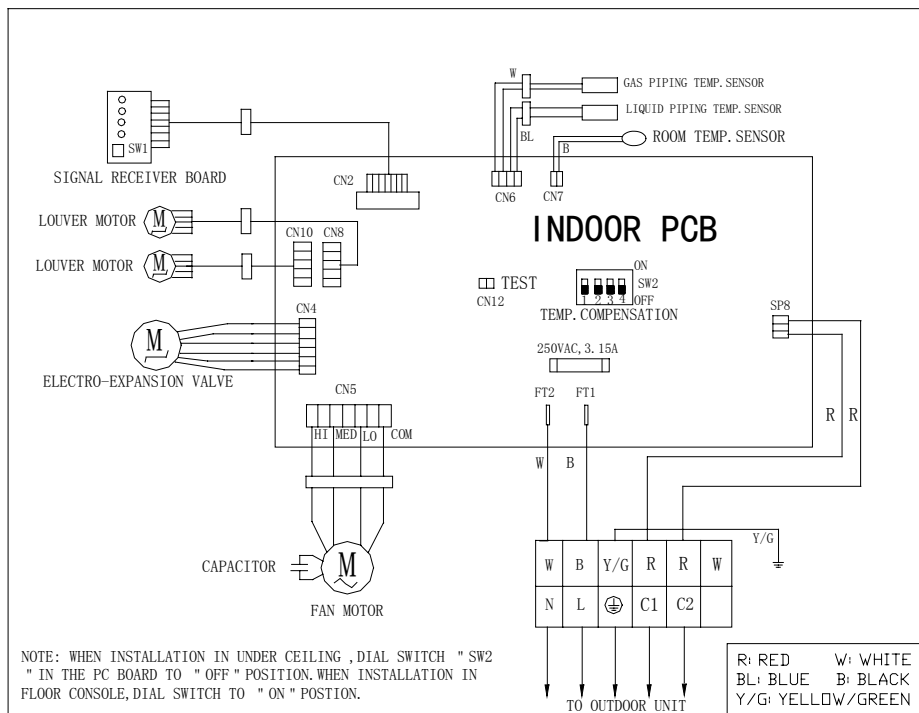 W
GAS PIPING TEMP. SENSOR
LIQUID PIPING TEMP. SENSOR
BL
ROOM TEMP. SENSOR
B
SW1
SIGNAL RECEIVER BOARD
CN2
CN6
CN7
LOUVER MOTOR
M
CN10
CN8
INDOOR PCB
LOUVER MOTOR
M
TEST
CN12
ON
SW2
1 2 3 4
OFF
TEMP. COMPENSATION
CN4
SP8
M
ELECTRO-EXPANSION VALVE
250VAC, 3.15A
CN5
FT2
FT1
HI
MED
LO
COM
R
R
W
B
Y/G
CAPACITOR
M
FAN MOTOR
W B Y/G R R W
N L C1 C2
NOTE: WHEN INSTALLATION IN UNDER CEILING , DIAL SWITCH " SW2
" IN THE PC BOARD TO " OFF " POSITION. WHEN INSTALLATION IN
FLOOR CONSOLE, DIAL SWITCH TO " ON " POSTION.
TO OUTDOOR UNIT
R: RED W: WHITE
BL: BLUE B: BLACK
Y/G: YELLOW/GREEN